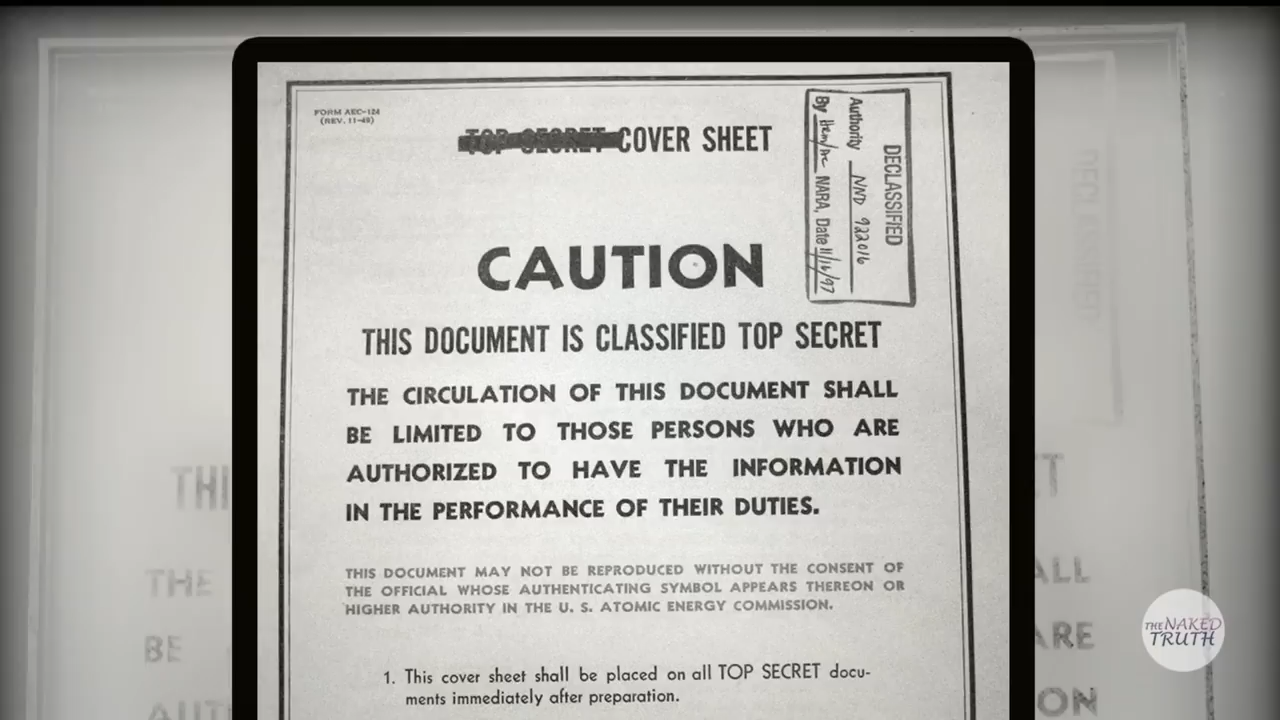 FORM AEC-124
(REV. 11-49)
TOP SECRET COVER SHEET
DECLASSIFIED
Authority NND 922016
By NARA, Date 11/16/97
CAUTION
THIS DOCUMENT IS CLASSIFIED TOP SECRET
THE CIRCULATION OF THIS DOCUMENT SHALL
BE LIMITED TO THOSE PERSONS WHO ARE
AUTHORIZED TO HAVE THE INFORMATION
IN THE PERFORMANCE OF THEIR DUTIES.
THIS DOCUMENT MAY NOT BE REPRODUCED WITHOUT THE CONSENT OF
THE OFFICIAL WHOSE AUTHENTICATING SYMBOL APPEARS THEREON OR
HIGHER AUTHORITY IN THE U. S. ATOMIC ENERGY COMMISSION.
1. This cover sheet shall be placed on all TOP SECRET docu-
ments immediately after preparation.
THE NAKED
TRUTH